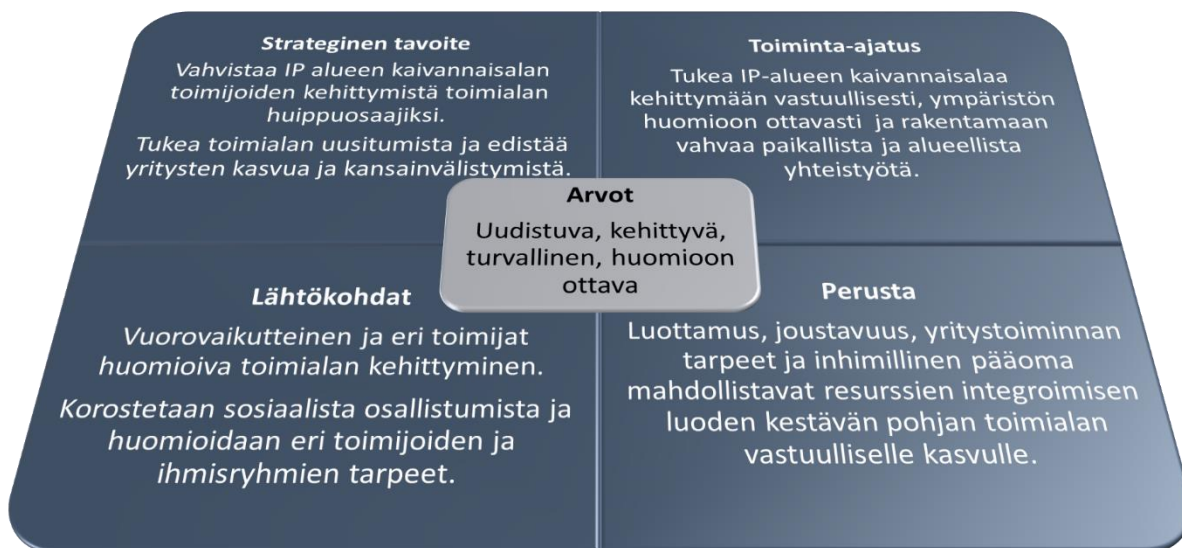 Strateginen tavoite
Vahvistaa IP alueen kaivannaisalan
toimijoiden kehittymistä toimialan
huippuosaajiksi.
Tukea toimialan uusitumista ja edistää
yritysten kasvua ja kansainvälistymistä.
Toiminta-ajatus
Tukea IP-alueen kaivannaisalaa
kehittymään vastuullisesti, ympäristön
huomioon ottavasti ja rakentamaan
vahvaa paikallista ja alueellista
yhteistyötä.
Arvot
Uudistuva, kehittyvä,
turvallinen, huomioon
ottava
Lähtökohdat
Vuorovaikutteinen ja eri toimijat
huomioiva toimialan kehittyminen.
Korostetaan sosiaalista osallistumista ja
huomioidaan eri toimijoiden ja
ihmisryhmien tarpeet.
Perusta
Luottamus, joustavuus, yritystoiminnan
tarpeet ja inhimillinen pääoma
mahdollistavat resurssien integroimisen
luoden kestävän pohjan toimialan
vastuulliselle kasvulle.